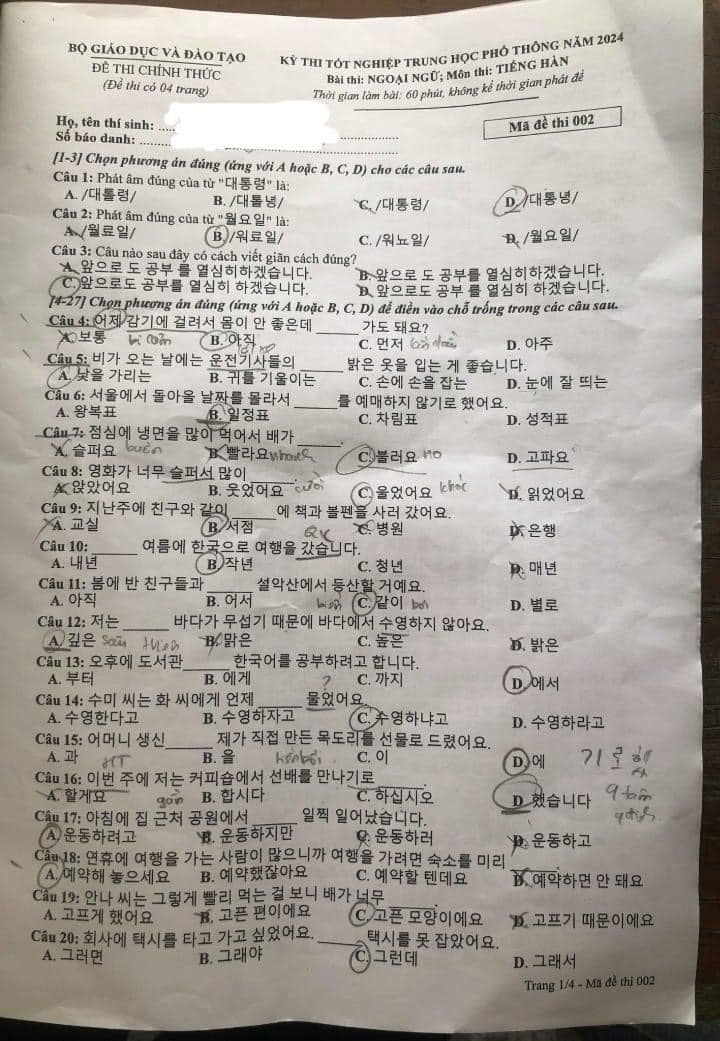 BỘ GIÁO DỤC VÀ ĐÀO TẠO
ĐỀ THI CHÍNH THỨC
(Đề thi có 04 trang)
KỲ THI TỐT NGHIỆP TRUNG HỌC PHỔ THÔNG NĂM 2024
Bài thi: NGOẠI NGỮ; Môn thi: TIẾNG HÀN
Thời gian làm bài: 60 phút, không kể thời gian phát đề
Họ, tên thí sinh: .....
Số báo danh: .....
Mã đề thi 002
[1-3] Chọn phương án đúng (ứng với A hoặc B, C, D) cho các câu sau.
Câu 1: Phát âm đúng của từ "대통령" là:
A. /대톨령/ B. /대톨녕/ C. /대통령/ D. /대통녕/
Câu 2: Phát âm đúng của từ "월요일" là:
A. /월료일/ B. /워료일/ C. /워뇨일/ D. /월요일/
Câu 3: Câu nào sau đây có cách viết giãn cách đúng?
A. 앞으로 도 공부 를 열심히하겠습니다. B. 앞으로 도 공부를 열심히하겠습니다.
C. 앞으로도 공부를 열심히 하겠습니다. D. 앞으로도 공부 를 열심히 하겠습니다.
[4-27] Chọn phương án đúng (ứng với A hoặc B, C, D) để điền vào chỗ trống trong các câu sau.
Câu 4: 어제 감기에 걸려서 몸이 안 좋은데 ______ 가도 돼요?
A. 보통 B. 아직 C. 먼저 D. 아주
Câu 5: 비가 오는 날에는 운전기사들의 ______ 밝은 옷을 입는 게 좋습니다.
A. 낯을 가리는 B. 귀를 기울이는 C. 손에 손을 잡는 D. 눈에 잘 띄는
Câu 6: 서울에서 돌아올 날짜를 몰라서 ______를 예매하지 않기로 했어요.
A. 왕복표 B. 일정표 C. 차림표 D. 성적표
Câu 7: 점심에 냉면을 많이 먹어서 배가 ______.
A. 슬퍼요 buồn B. 빨라요 nhanh C. 불러요 no D. 고파요
Câu 8: 영화가 너무 슬퍼서 많이 ______.
A. 앉았어요 B. 웃었어요 cười C. 울었어요 khóc D. 읽었어요
Câu 9: 지난주에 친구와 같이 ______에 책과 볼펜을 사러 갔어요.
A. 교실 B. 서점 C. 병원 D. 은행
QK
Câu 10: ______ 여름에 한국으로 여행을 갔습니다.
A. 내년 B. 작년 C. 청년 D. 매년
Câu 11: 봄에 반 친구들과 ______ 설악산에서 등산할 거예요.
A. 아직 B. 어서 C. 같이 D. 별로
Câu 12: 저는 ______ 바다가 무섭기 때문에 바다에서 수영하지 않아요.
A. 깊은 B. 맑은 C. 높은 D. 밝은
Câu 13: 오후에 도서관______ 한국어를 공부하려고 합니다.
A. 부터 B. 에게 C. 까지 D. 에서
?
Câu 14: 수미 씨는 화 씨에게 언제 ______ 물었어요.
A. 수영한다고 B. 수영하자고 C. 수영하냐고 D. 수영하라고
Câu 15: 어머니 생신______ 제가 직접 만든 목도리를 선물로 드렸어요.
A. 과 B. 을 C. 이 D. 에
HT
Câu 16: 이번 주에 저는 커피숍에서 선배를 만나기로 ______.
A. 할게요 B. 합시다 C. 하십시오 D. 했습니다
Câu 17: 아침에 집 근처 공원에서 ______ 일찍 일어났습니다.
A. 운동하려고 B. 운동하지만 C. 운동하러 D. 운동하고
Câu 18: 연휴에 여행을 가는 사람이 많으니까 여행을 가려면 숙소를 미리 ______.
A. 예약해 놓으세요 B. 예약했잖아요 C. 예약할 텐데요 D. 예약하면 안 돼요
Câu 19: 안나 씨는 그렇게 빨리 먹는 걸 보니 배가 너무 ______.
A. 고프게 했어요 B. 고픈 편이에요 C. 고픈 모양이에요 D. 고프기 때문이에요
Câu 20: 회사에 택시를 타고 가고 싶었어요. ______ 택시를 못 잡았어요.
A. 그러면 B. 그래야 C. 그런데 D. 그래서
Trang 1/4 - Mã đề thi 002